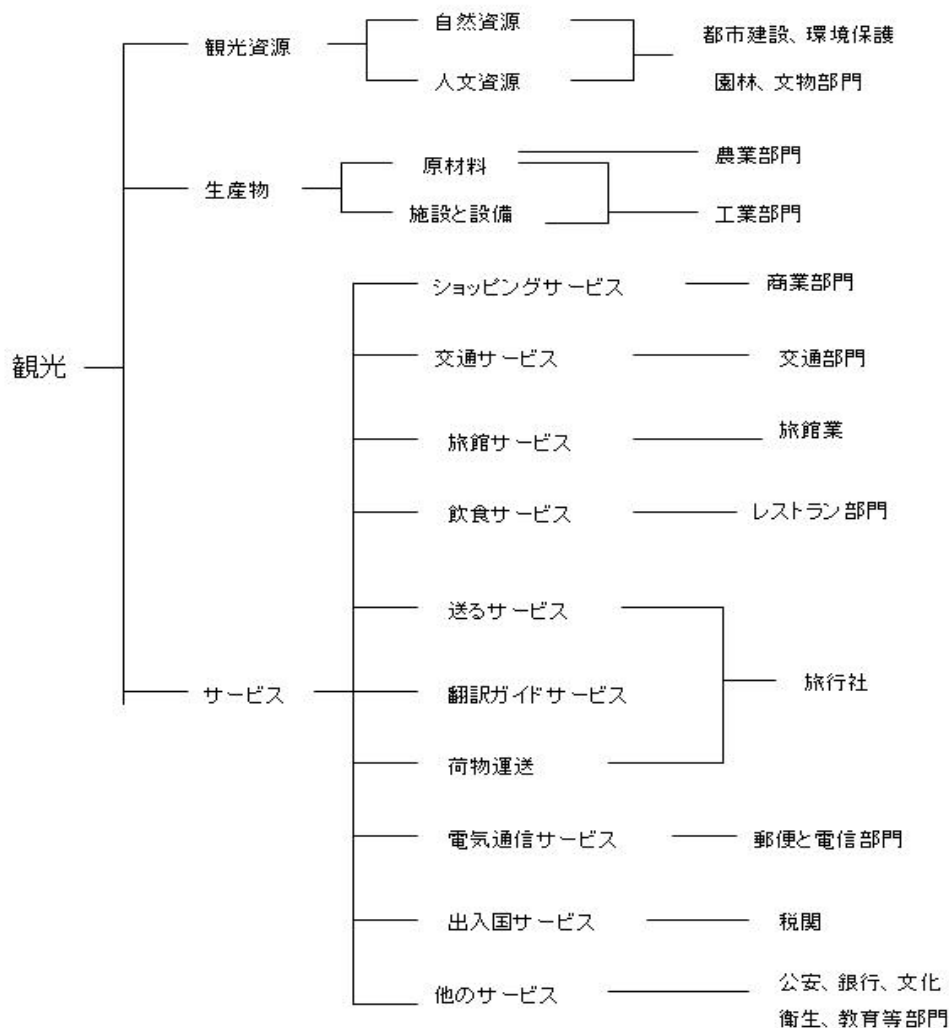 観光
観光資源
自然資源
人文資源
都市建設、環境保護
園林、文物部門
生産物
原材料
施設と設備
農業部門
工業部門
サービス
ショッピングサービス
商業部門
交通サービス
交通部門
旅館サービス
旅館業
飲食サービス
レストラン部門
送るサービス
翻訳ガイドサービス
荷物運送
旅行社
電気通信サービス
郵便と電信部門
出入国サービス
税関
他のサービス
公安、銀行、文化
衛生、教育等部門